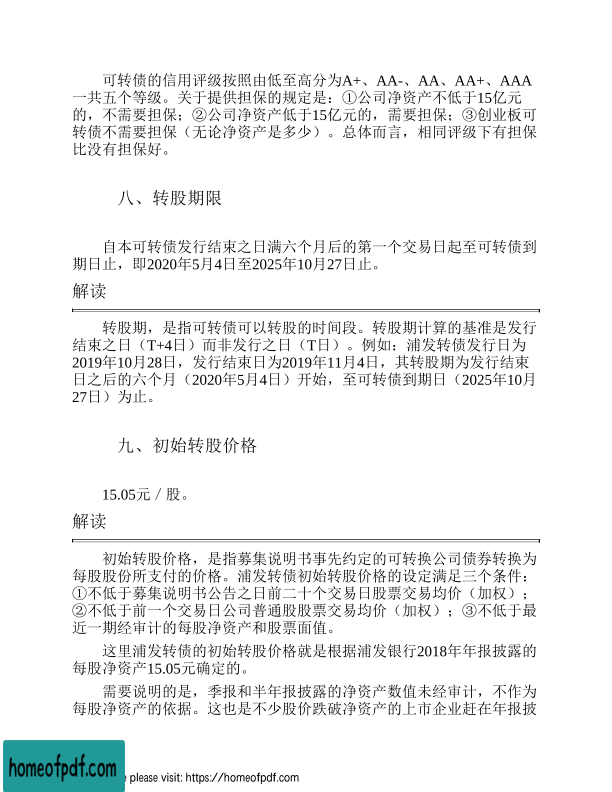 可转债的信用评级按照由低至高分为A+、AA-、AA、AA+、AAA
一共五个等级。关于提供担保的规定是：①公司净资产不低于15亿元
的，不需要担保；②公司净资产低于15亿元的，需要担保；③创业板可
转债不需要担保（无论净资产是多少）。总体而言，相同评级下有担保
比没有担保好。
八、转股期限
自本可转债发行结束之日满六个月后的第一个交易日起至可转债到
期日止，即2020年5月4日至2025年10月27日止。
解读
转股期，是指可转债可以转股的时间段。转股期计算的基准是发行
结束之日（T+4日）而非发行之日（T日）。例如：浦发转债发行日为
2019年10月28日，发行结束日为2019年11月4日，其转股期为发行结束
日之后的六个月（2020年5月4日）开始，至可转债到期日（2025年10月
27日）为止。
九、初始转股价格
15.05元／股。
解读
初始转股价格，是指募集说明书事先约定的可转换公司债券转换为
每股股份所支付的价格。浦发转债初始转股价格的设定满足三个条件：
①不低于募集说明书公告之日前二十个交易日股票交易均价（加权）；
②不低于前一个交易日公司普通股股票交易均价（加权）；③不低于最
近一期经审计的每股净资产和股票面值。
这里浦发转债的初始转股价格就是根据浦发银行2018年年报披露的
每股净资产15.05元确定的。
需要说明的是，季报和半年报披露的净资产数值未经审计，不作为
每股净资产的依据。这也是不少股价跌破净资产的上市企业赶在年报披
homeofpdf.com
please visit: https://homeofpdf.com